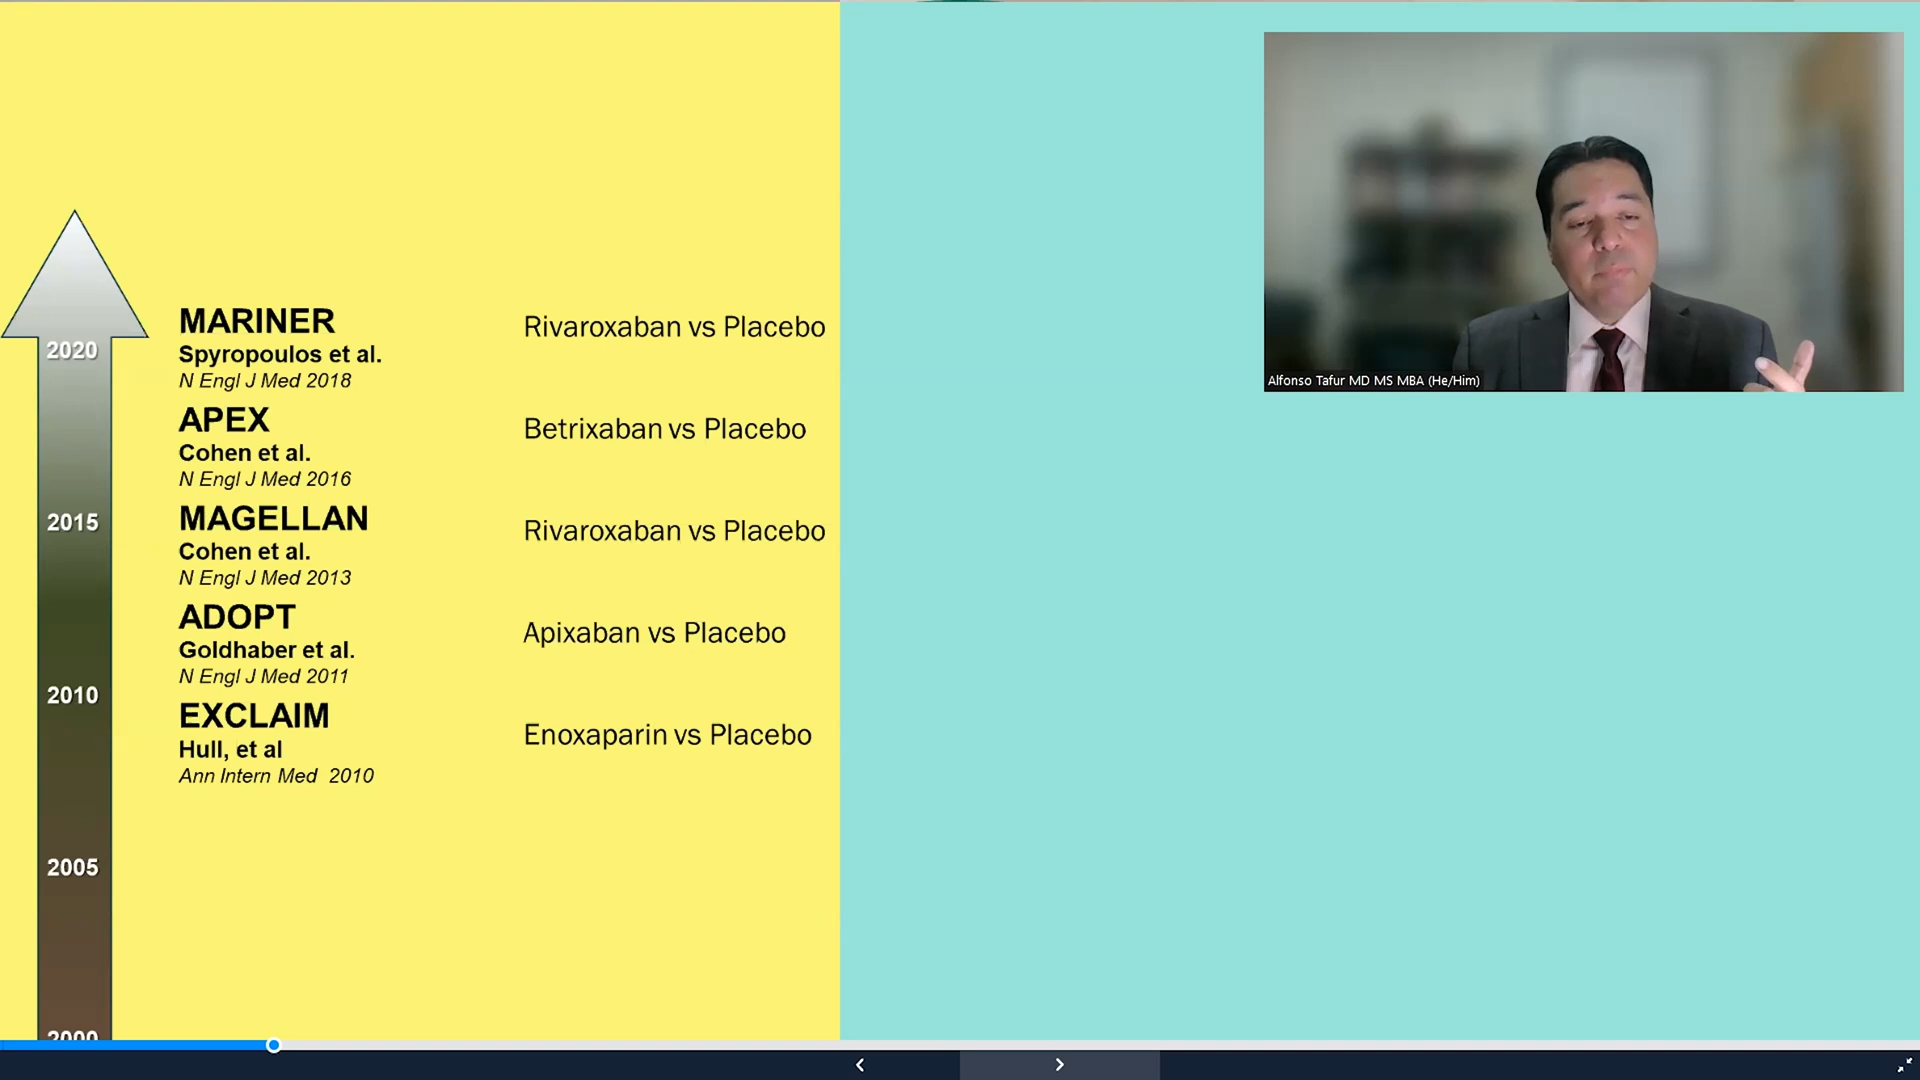 MARINER
Spyropoulos et al.
N Engl J Med 2018
Rivaroxaban vs Placebo
APEX
Cohen et al.
N Engl J Med 2016
Betrixaban vs Placebo
MAGELLAN
Cohen et al.
N Engl J Med 2013
Rivaroxaban vs Placebo
ADOPT
Goldhaber et al.
N Engl J Med 2011
Apixaban vs Placebo
EXCLAIM
Hull, et al
Ann Intern Med 2010
Enoxaparin vs Placebo
2020
2015
2010
2005
2000
Alfonso Tafur MD MS MBA (He/Him)